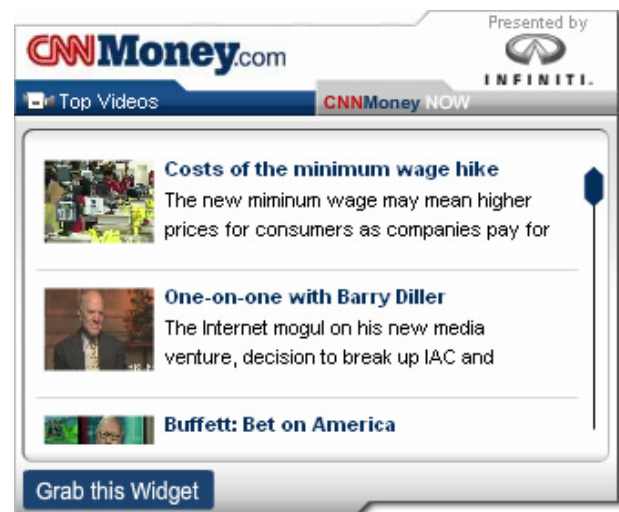 Presented by
CNNMoney.com
INFINITI.
Top Videos
CNNMoney NOW
Costs of the minimum wage hike
The new miminum wage may mean higher
prices for consumers as companies pay for
One-on-one with Barry Diller
The Internet mogul on his new media
venture, decision to break up IAC and
Buffett: Bet on America
Grab this Widget